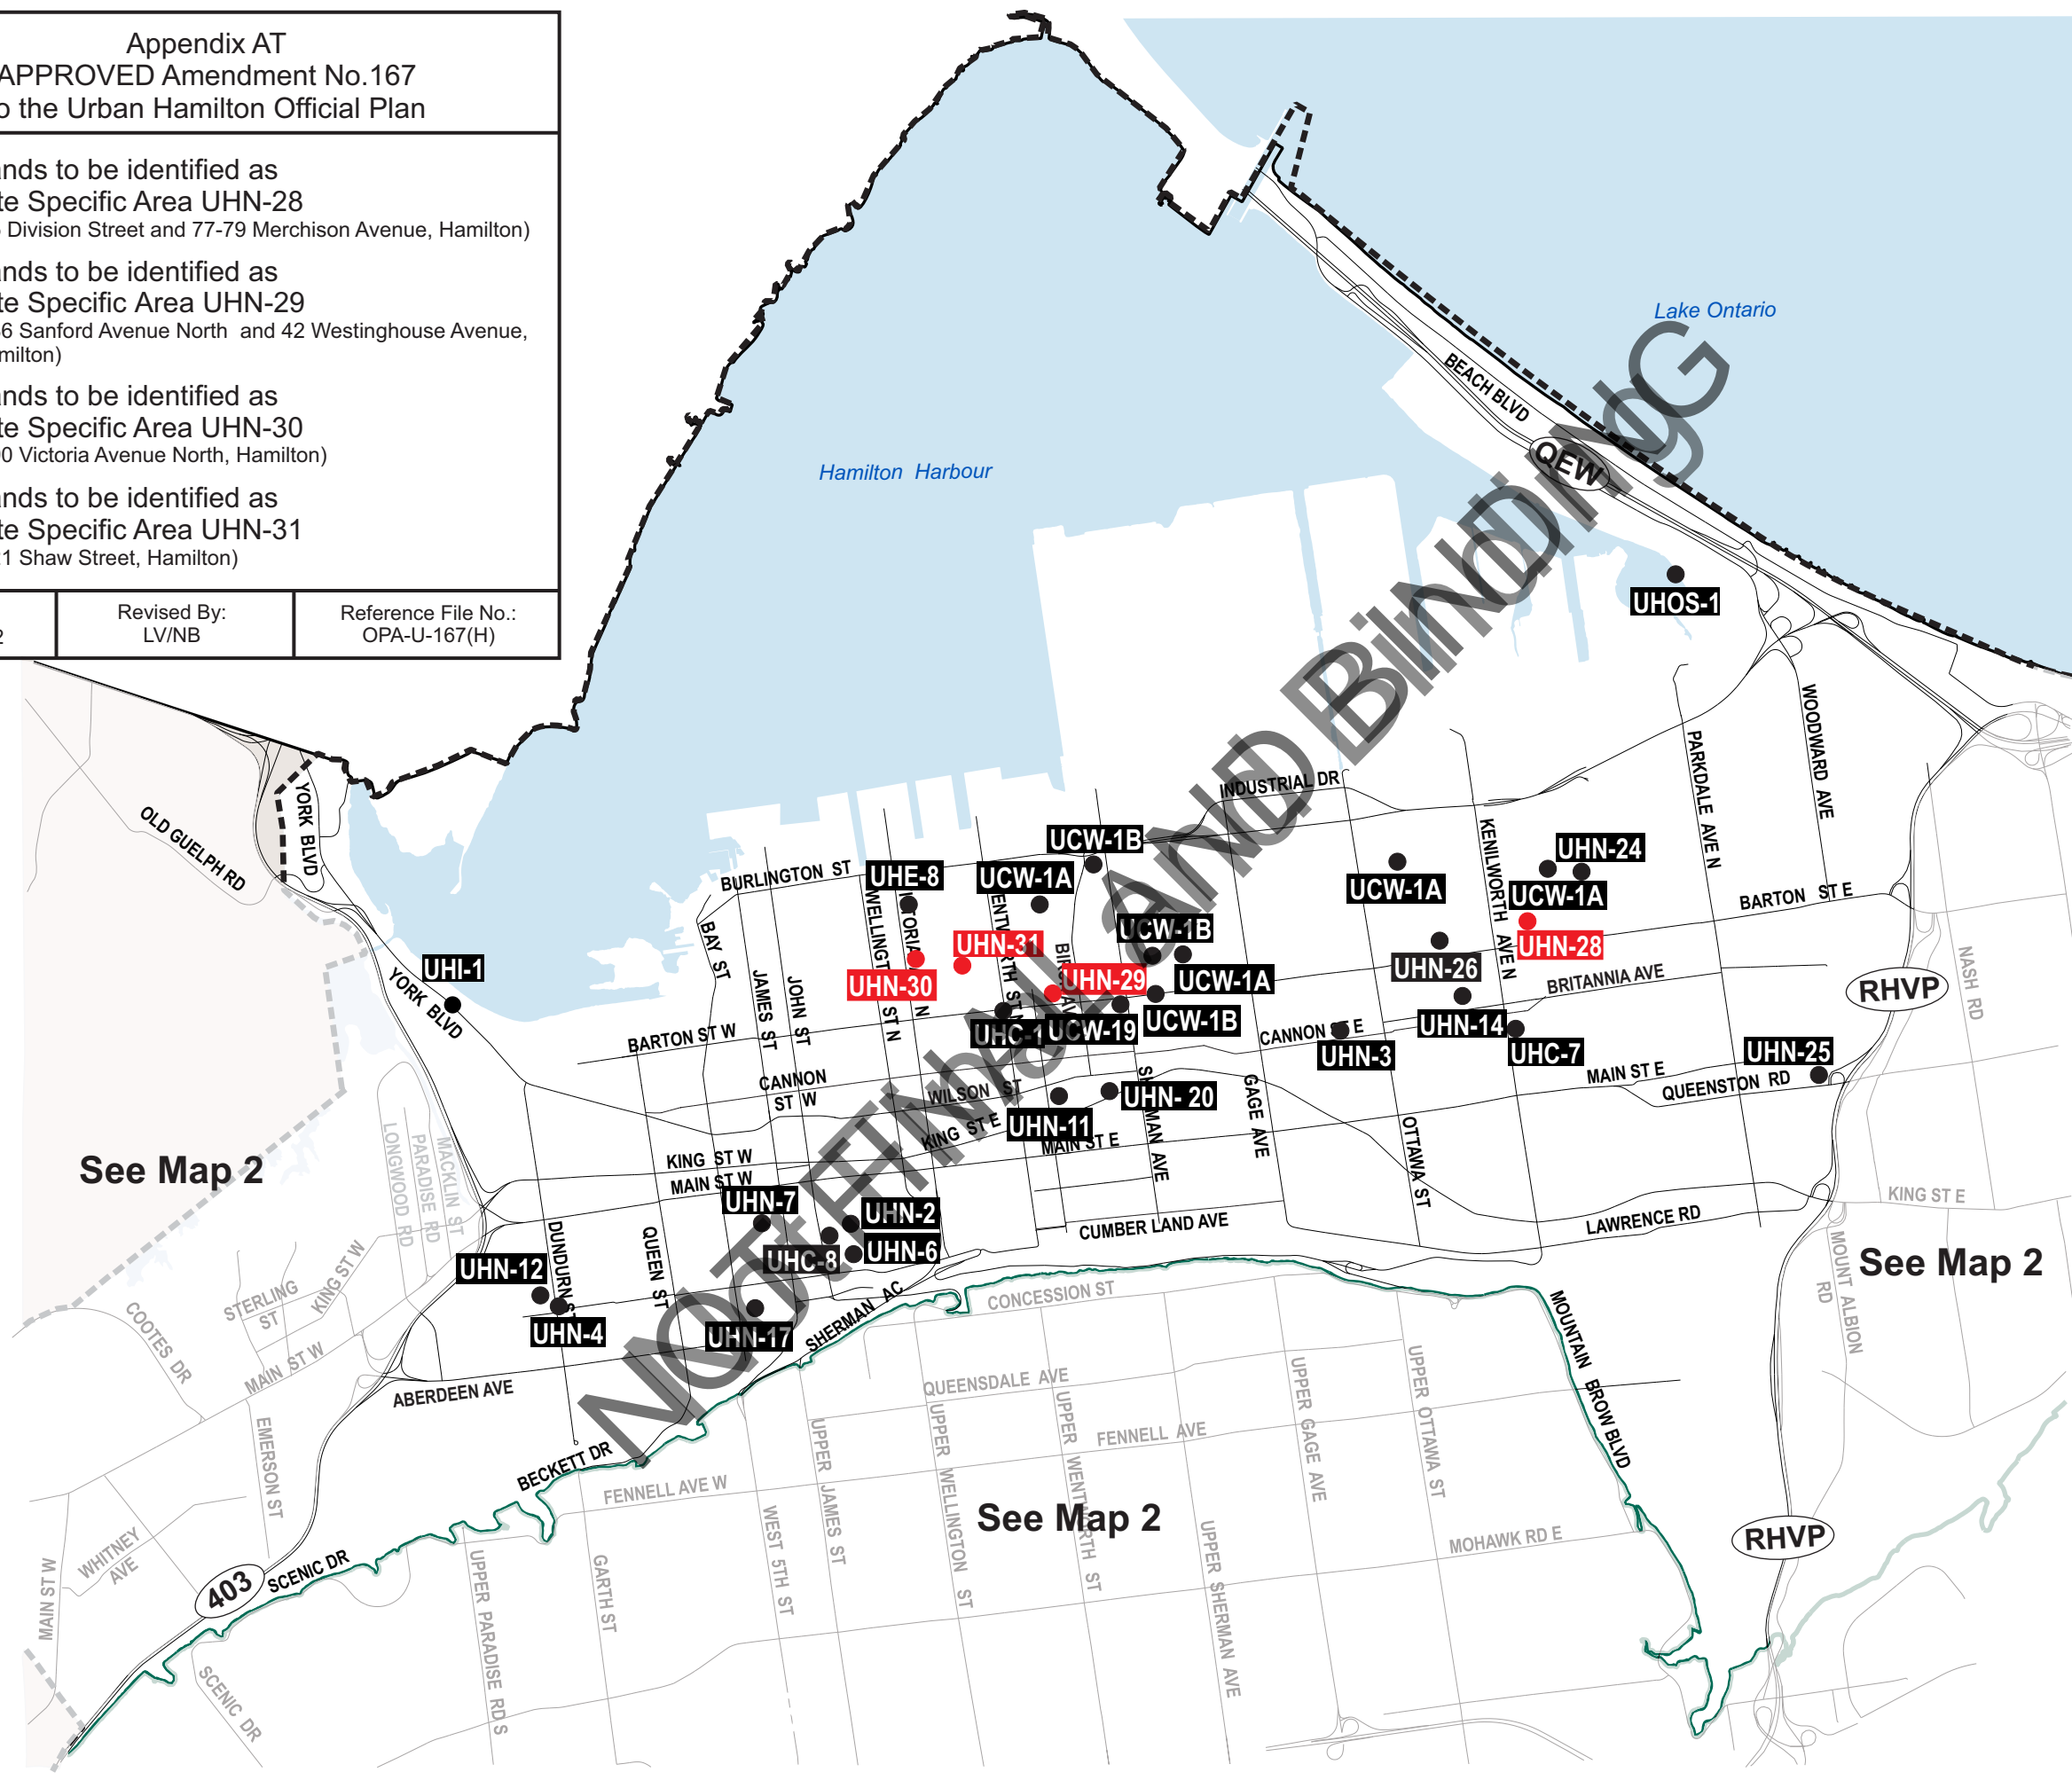 Appendix AT
APPROVED Amendment No.167
the Urban Hamilton Official Plan
to be identified as
Specific Area UHN-28
Division Street and 77-79 Merchison Avenue, Hamilton)
to be identified as
Specific Area UHN-29
Sanford Avenue North and 42 Westinghouse Avenue,
to be identified as
Specific Area UHN-30
Victoria Avenue North, Hamilton)
to be identified as
Specific Area UHN-31
Shaw Street, Hamilton)
Revised By:
LV/NB
Reference File No.:
OPA-U-167(H)
Lake Ontario
Hamilton Harbour
BEACH BLVD
QEW
UHOS-1
WOODWARD AVE
PARKDALE AVE N
INDUSTRIAL DR
KENILWORTH AVE N
YORK BLVD
OLD GUELPH RD
BURLINGTON ST
UHE-8
UCW-1A
UCW-1B
UCW-1A
UHN-24
UCW-1A
BARTON ST E
UHN-28
UHN-26
BRITANNIA AVE
NASH RD
RHVP
UHI-1
YORK BLVD
BAY ST
JAMES ST
JOHN ST
WELLINGTON ST N
UHN-31
UHN-30
UCW-1B
UHN-29
UCW-1A
UCW-1B
UHC-1
UCW-19
BARTON ST W
CANNON ST E
UHN-3
UHN-14
UHC-7
UHN-25
MAIN ST E
QUEENSTON RD
CANNON
ST W
WILSON ST
UHN- 20
UHN-11
KING ST E
MAIN ST E
SHERMAN AVE
GAGE AVE
OTTAWA ST
See Map 2
LONGWOOD RD
PARADISE RD
MACKLIN ST
KING ST W
MAIN ST W
UHN-7
UHN-2
UHC-8
UHN-6
CUMBER LAND AVE
LAWRENCE RD
KING ST E
MOUNT ALBION
RD
See Map 2
UHN-12
DUNDURN ST
QUEEN ST
UHN-4
UHN-17
SHERMAN AC
CONCESSION ST
STERLING
ST
KING ST W
COOTES DR
MAIN ST W
ABERDEEN AVE
MOUNTAIN BROW BLVD
QUEENSDALE AVE
FENNELL AVE
UPPER GAGE AVE
UPPER OTTAWA ST
EMERSON ST
BECKETT DR
FENNELL AVE W
UPPER JAMES ST
UPPER WELLINGTON ST
UPPER WENTWORTH ST
See Map 2
WEST 5TH ST
UPPER SHERMAN AVE
MOHAWK RD E
RHVP
WHITNEY
AVE
MAIN ST W
403
SCENIC DR
SCENIC DR
UPPER PARADISE RD S
GARTH ST
Not Final And Binding